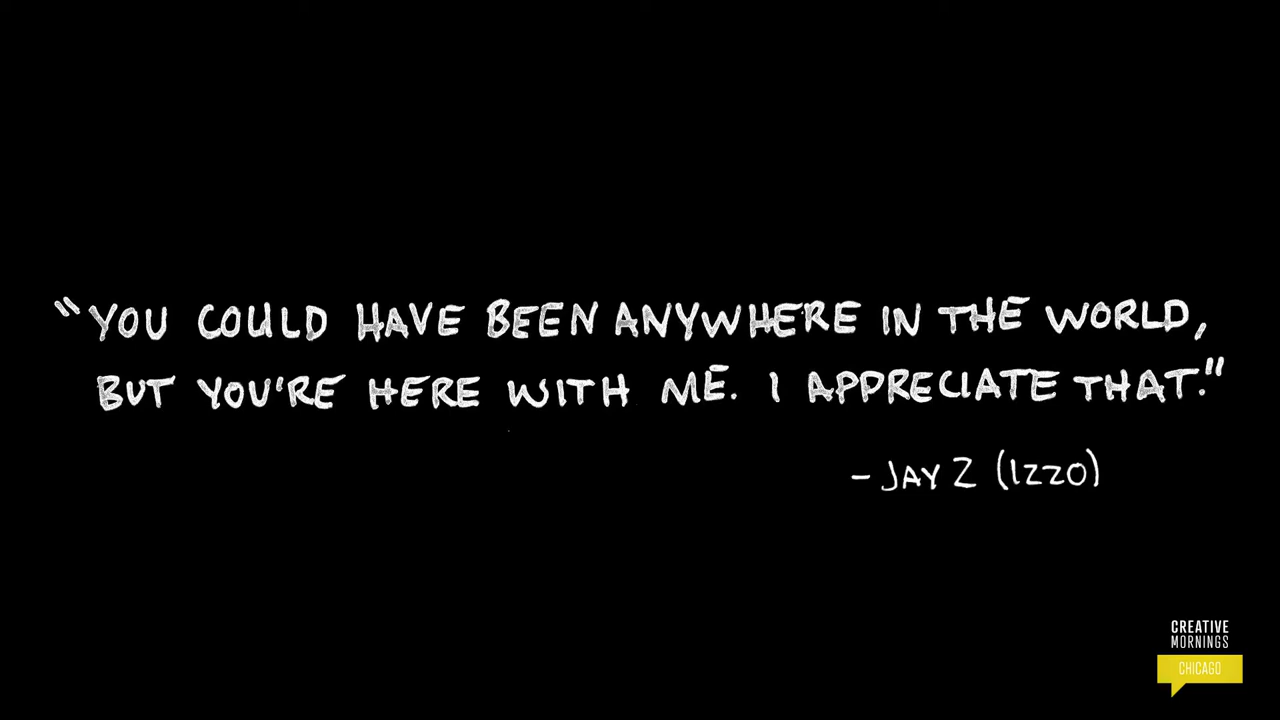 “YOU COULD HAVE BEEN ANYWHERE IN THE WORLD,
BUT YOU'RE HERE WITH ME. I APPRECIATE THAT.”
– JAY Z (IZZO)
CREATIVE
MORNINGS
CHICAGO